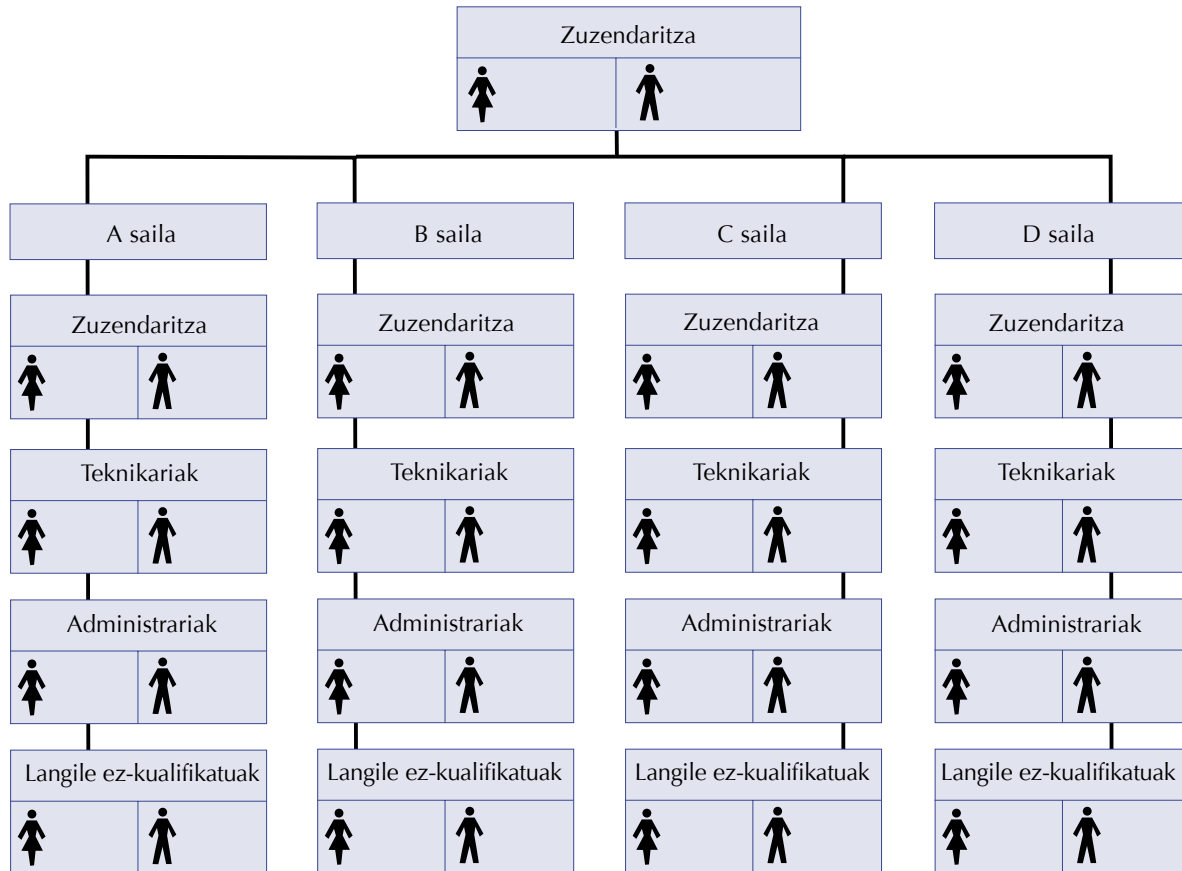 Zuzendaritza
A saila
B saila
C saila
D saila
Zuzendaritza
Zuzendaritza
Zuzendaritza
Zuzendaritza
Teknikariak
Teknikariak
Teknikariak
Teknikariak
Administrariak
Administrariak
Administrariak
Administrariak
Langile ez-kualifikatuak
Langile ez-kualifikatuak
Langile ez-kualifikatuak
Langile ez-kualifikatuak